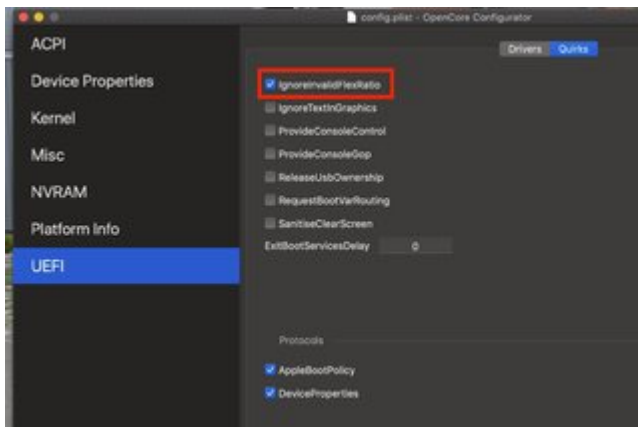 config.plist - OpenCore Configurator
ACPI
Device Properties
Kernel
Misc
NVRAM
Platform Info
UEFI
Drivers Quirks
IgnoreInvalidFlexRatio
IgnoreTextInGraphics
ProvideConsoleControl
ProvideConsoleGop
ReleaseUsbOwnership
RequestBootVarRouting
SanitiseClearScreen
ExitBootServicesDelay 0
Protocols
AppleBootPolicy
DeviceProperties